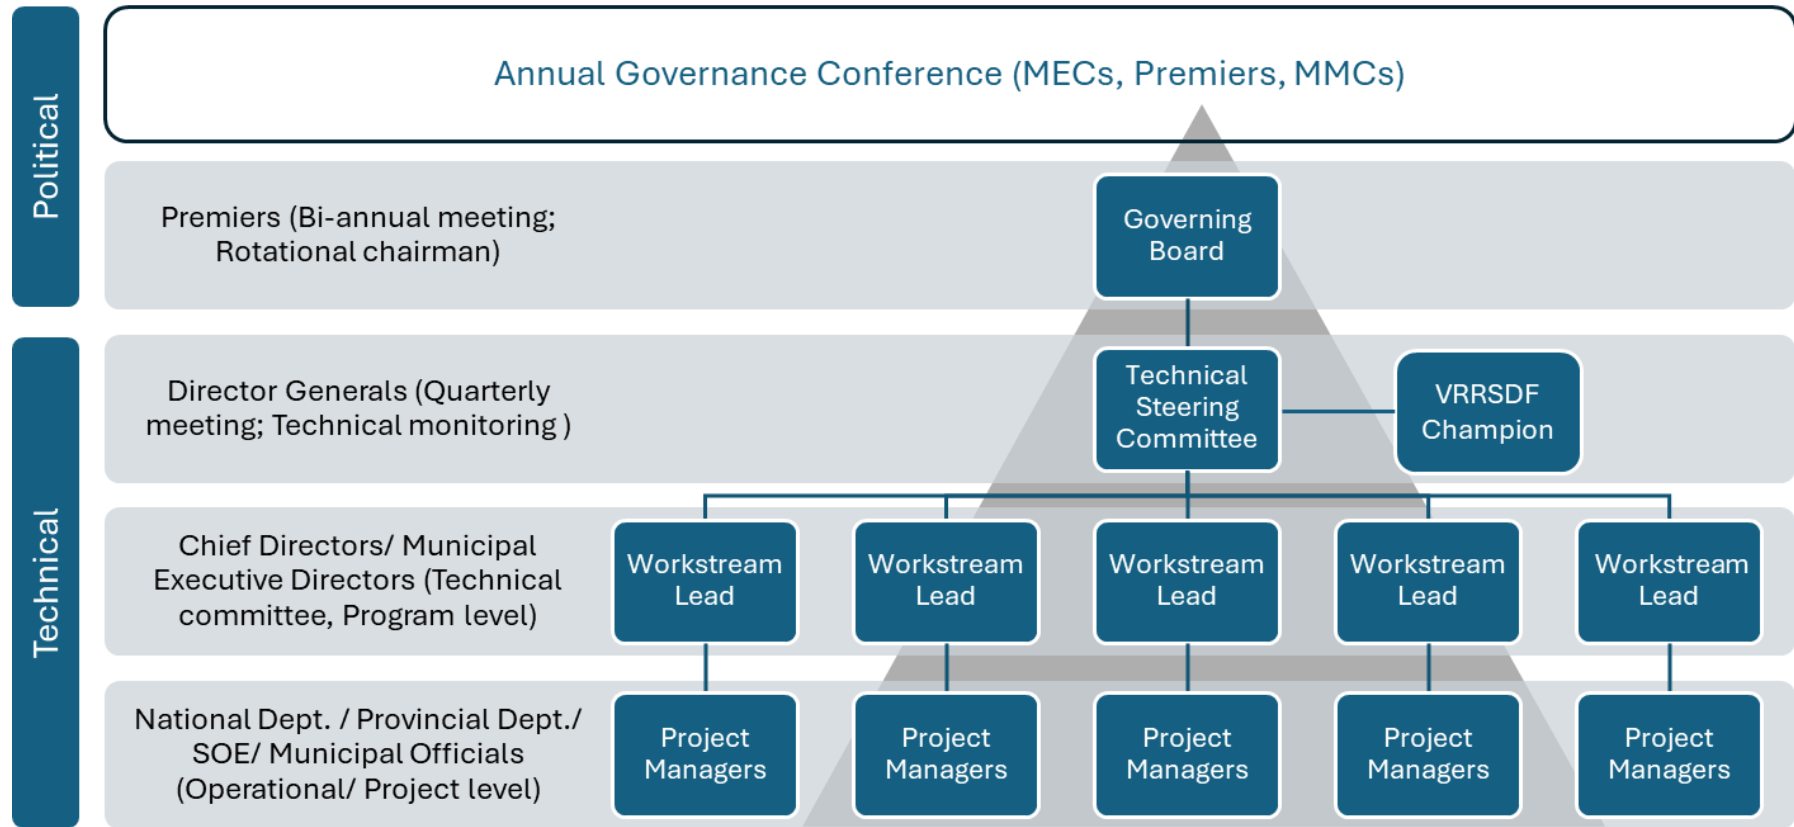 Political
Annual Governance Conference (MECs, Premiers, MMCs)
Premiers (Bi-annual meeting;
Rotational chairman)
Governing
Board
Technical
Director Generals (Quarterly
meeting; Technical monitoring )
Technical
Steering
Committee
VRRSDF
Champion
Chief Directors/ Municipal
Executive Directors (Technical
committee, Program level)
Workstream
Lead
Workstream
Lead
Workstream
Lead
Workstream
Lead
Workstream
Lead
National Dept. / Provincial Dept./
SOE/ Municipal Officials
(Operational/ Project level)
Project
Managers
Project
Managers
Project
Managers
Project
Managers
Project
Managers